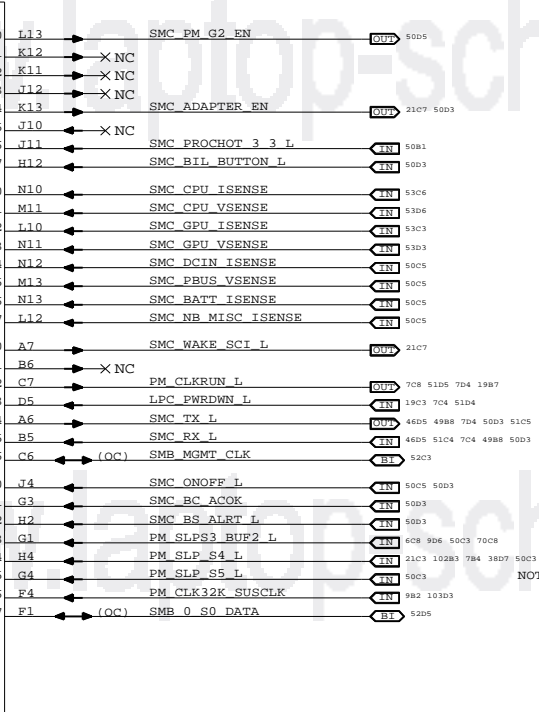 L13 SMC_PM_G2_EN OUT 50D5
K12 NC
K11 NC
J12 NC
K13 SMC_ADAPTER_EN OUT 21C7 50D3
J10 NC
J11 SMC_PROCHOT_3_3_L IN 50B1
H12 SMC_BIL_BUTTON_L IN 50D3
N10 SMC_CPU_ISENSE IN 53C6
M11 SMC_CPU_VSENSE IN 53D6
L10 SMC_GPU_ISENSE IN 53C3
N11 SMC_GPU_VSENSE IN 53D3
N12 SMC_DCIN_ISENSE IN 50C5
M13 SMC_PBUS_VSENSE IN 50C5
N13 SMC_BATT_ISENSE IN 50C5
L12 SMC_NB_MISC_ISENSE IN 50C5
A7 SMC_WAKE_SCI_L OUT 21C7
B6 NC
C7 PM_CLKRUN_L OUT 7C8 51D5 7D4 19B7
D5 LPC_PWRDWN_L IN 19C3 7C4 51D4
A6 SMC_TX_L OUT 46D5 49B8 7D4 50D3 51C5
B5 SMC_RX_L IN 46D5 51C4 7C4 49B8 50D3
C6 (OC) SMB_MGMT_CLK BI 52C3
J4 SMC_ONOFF_L IN 50C5 50D3
G3 SMC_BC_ACOK IN 50D3
H2 SMC_BS_ALRT_L IN 50D3
G1 PM_SLPS3_BUF2_L IN 6C8 9D6 50C3 70C8
H4 PM_SLP_S4_L IN 21C3 102B3 7B4 38D7 50C3
G4 PM_SLP_S5_L IN 50C3
F4 PM_CLK32K_SUSCLK IN 9B2 103D3
F1 (OC) SMB_0_S0_DATA BI 52D5
.laptop-sch
.laptop-sch